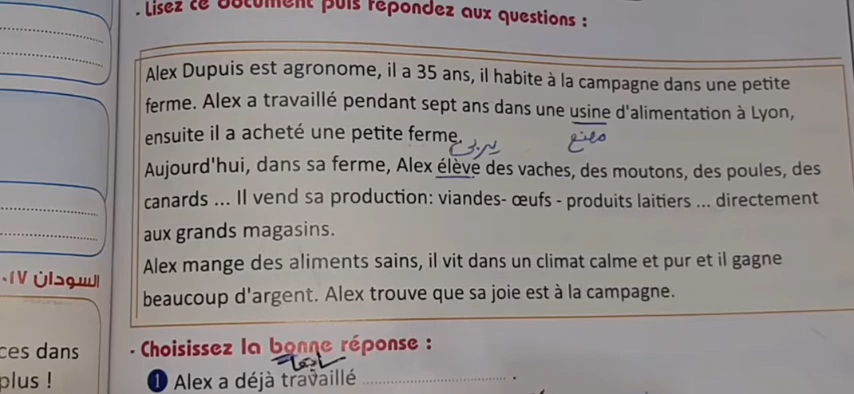 . Lisez ce document puis répondez aux questions :
Alex Dupuis est agronome, il a 35 ans, il habite à la campagne dans une petite
ferme. Alex a travaillé pendant sept ans dans une usine d'alimentation à Lyon,
مصنع
ensuite il a acheté une petite ferme.
يربى
Aujourd'hui, dans sa ferme, Alex élève des vaches, des moutons, des poules, des
canards ... Il vend sa production: viandes- œufs - produits laitiers ... directement
aux grands magasins.
Alex mange des aliments sains, il vit dans un climat calme et pur et il gagne
beaucoup d'argent. Alex trouve que sa joie est à la campagne.
السودان ٢٠١٧
ces dans
plus !
· Choisissez la bonne réponse :
1 Alex a déjà travaillé .................... .